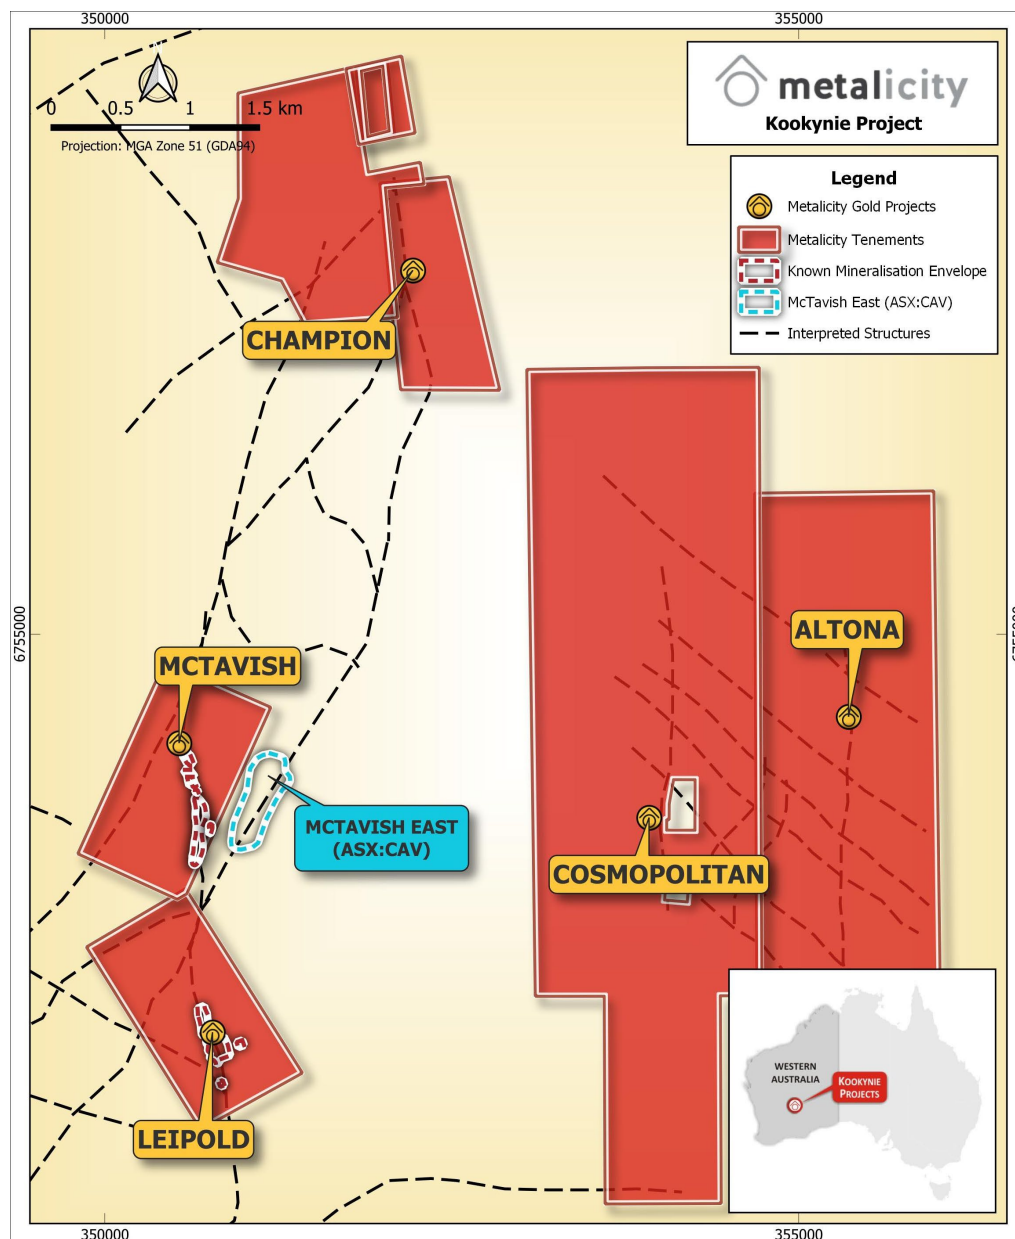 350000
355000
N
0 0.5 1 1.5 km
Projection: MGA Zone 51 (GDA94)
metalicity
Kookynie Project
Legend
Metalicity Gold Projects
Metalicity Tenements
Known Mineralisation Envelope
McTavish East (ASX:CAV)
Interpreted Structures
CHAMPION
6755000
6755000
ALTONA
MCTAVISH
MCTAVISH EAST
(ASX:CAV)
COSMOPOLITAN
LEIPOLD
WESTERN
AUSTRALIA
KOOKYNIE
PROJECTS
350000
355000